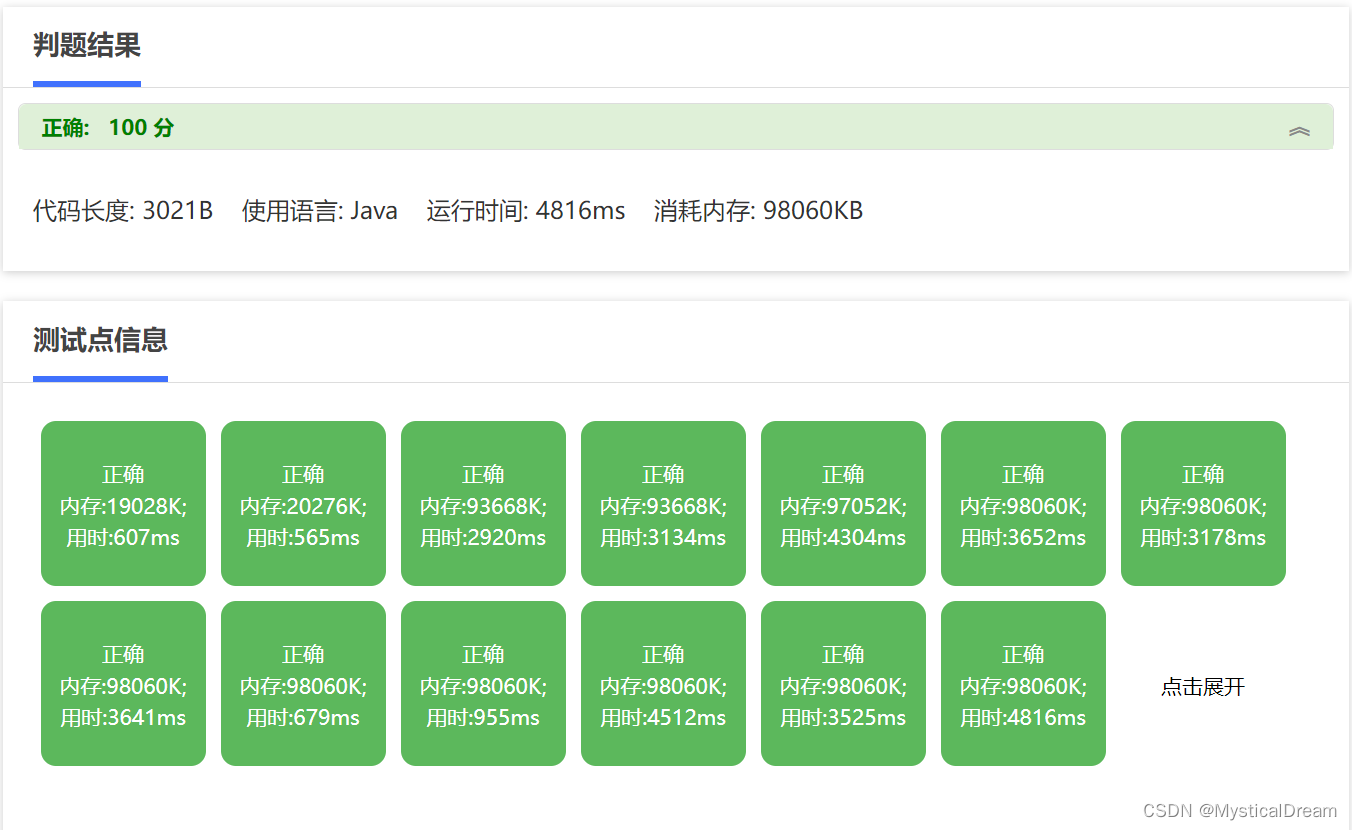 判题结果
正确: 100 分
代码长度: 3021B 使用语言: Java 运行时间: 4816ms 消耗内存: 98060KB
测试点信息
正确
内存:19028K;
用时:607ms
正确
内存:20276K;
用时:565ms
正确
内存:93668K;
用时:2920ms
正确
内存:93668K;
用时:3134ms
正确
内存:97052K;
用时:4304ms
正确
内存:98060K;
用时:3652ms
正确
内存:98060K;
用时:3178ms
正确
内存:98060K;
用时:3641ms
正确
内存:98060K;
用时:679ms
正确
内存:98060K;
用时:955ms
正确
内存:98060K;
用时:4512ms
正确
内存:98060K;
用时:3525ms
正确
内存:98060K;
用时:4816ms
点击展开
CSDN @MysticalDream